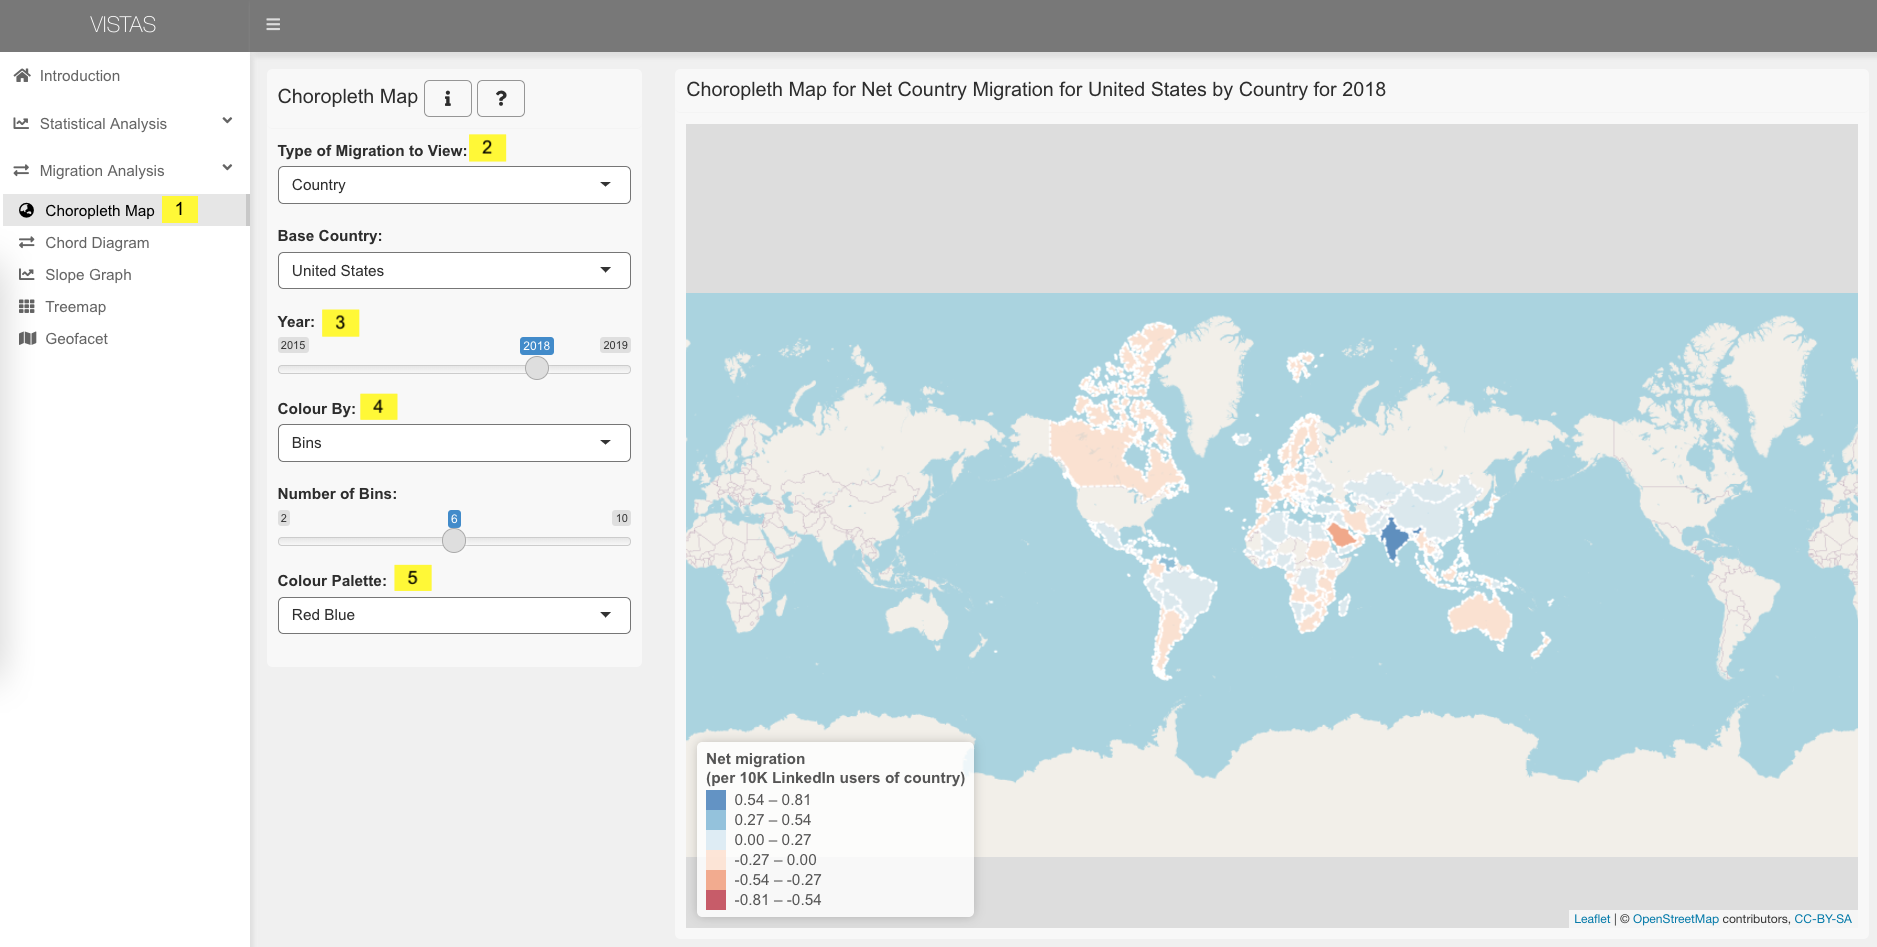 VISTAS
Introduction
Statistical Analysis
Migration Analysis
Choropleth Map 1
Chord Diagram
Slope Graph
Treemap
Geofacet
Choropleth Map i ?
Type of Migration to View: 2
Country
Base Country:
United States
Year: 3
2015 2018 2019
Colour By: 4
Bins
Number of Bins:
2 6 10
Colour Palette: 5
Red Blue
Choropleth Map for Net Country Migration for United States by Country for 2018
Net migration
(per 10K LinkedIn users of country)
0.54 – 0.81
0.27 – 0.54
0.00 – 0.27
-0.27 – 0.00
-0.54 – -0.27
-0.81 – -0.54
Leaflet | © OpenStreetMap contributors, CC-BY-SA